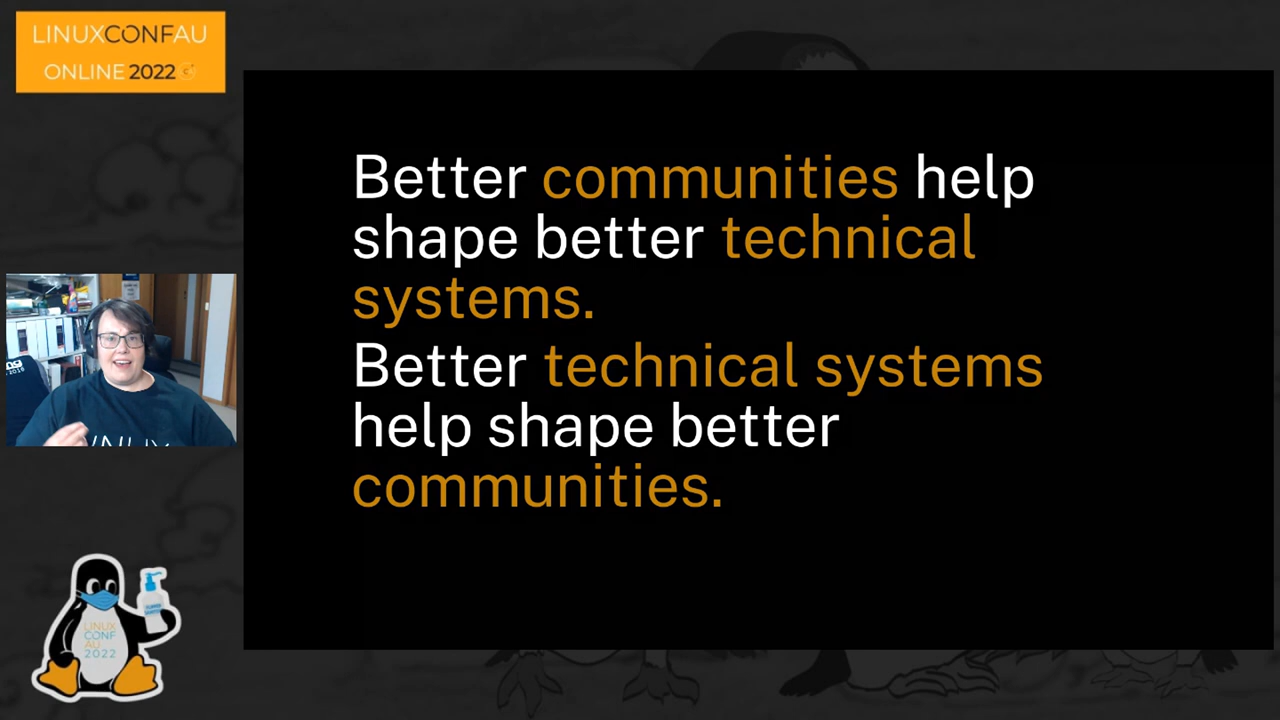 LINUXCONFAU
ONLINE 2022
Better communities help
shape better technical
systems.
Better technical systems
help shape better
communities.
LINUX
CONF
AU
2022